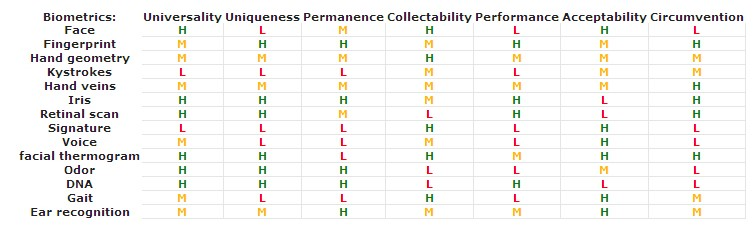 Biometrics: Universality Uniqueness Permanence Collectability Performance Acceptability Circumvention
Face H L M H L H L
Fingerprint M H H M H M H
Hand geometry M M M H M M M
Kystrokes L L L M L M M
Hand veins M M M M M M H
Iris H H H M H L H
Retinal scan H H M L H L H
Signature L L L H L H L
Voice M L L M L H L
facial thermogram H H L H M H H
Odor H H H L L M L
DNA H H H L H L L
Gait M L L H L H M
Ear recognition M M H M M H M